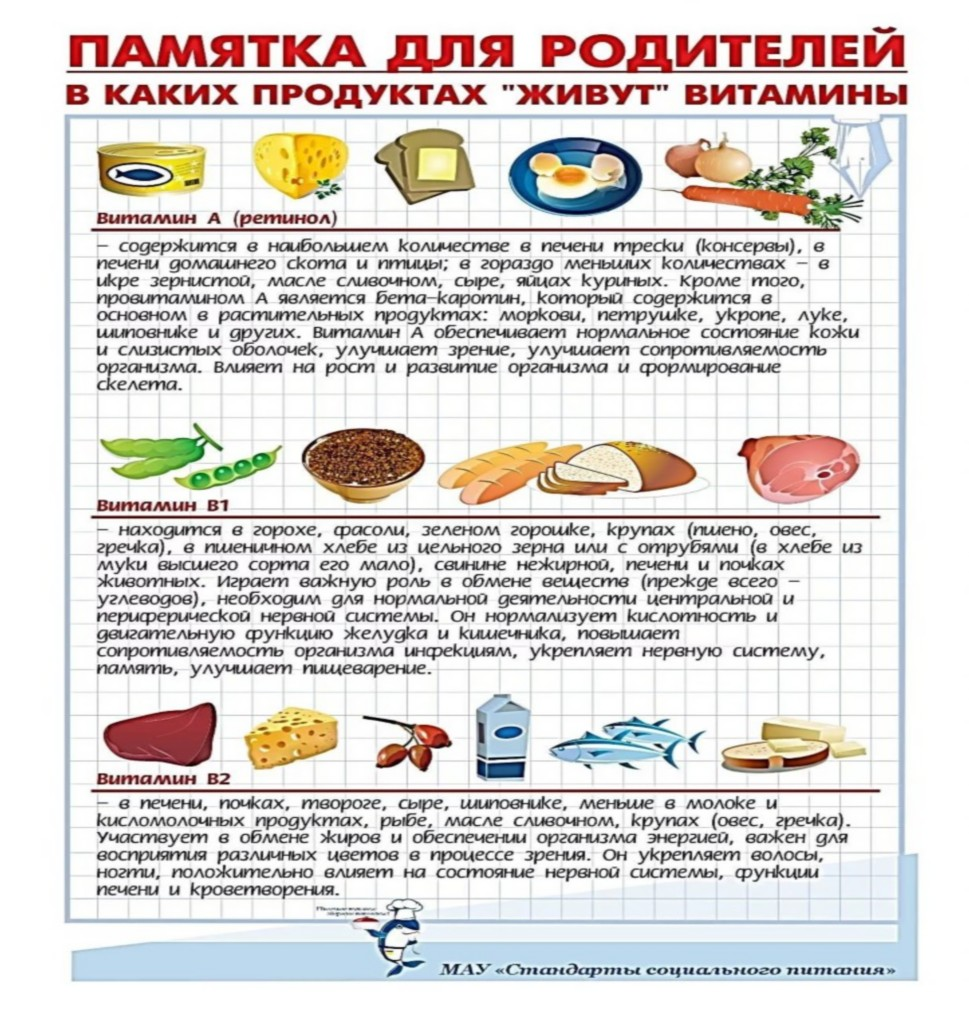 ПАМЯТКА ДЛЯ РОДИТЕЛЕЙ
В КАКИХ ПРОДУКТАХ "ЖИВУТ" ВИТАМИНЫ
Витамин А (ретинол)
– содержится в наибольшем количестве в печени трески (консервы), в
печени домашнего скота и птицы; в гораздо меньших количествах – в
икре зернистой, масле сливочном, сыре, яйцах куриных. Кроме того,
провитамином А является бета-каротин, который содержится в
основном в растительных продуктах: моркови, петрушке, укропе, луке,
шиповнике и других. Витамин А обеспечивает нормальное состояние кожи
и слизистых оболочек, улучшает зрение, улучшает сопротивляемость
организма. Влияет на рост и развитие организма и формирование
скелета.
Витамин В1
– находится в горохе, фасоли, зеленом горошке, крупах (пшено, овес,
гречка), в пшеничном хлебе из цельного зерна или с отрубями (в хлебе из
муки высшего сорта его мало), свинине нежирной, печени и почках
животных. Играет важную роль в обмене веществ (прежде всего –
углеводов), необходим для нормальной деятельности центральной и
периферической нервной системы. Он нормализует кислотность и
двигательную функцию желудка и кишечника, повышает
сопротивляемость организма инфекциям, укрепляет нервную систему,
память, улучшает пищеварение.
Витамин В2
– в печени, почках, твороге, сыре, шиповнике, меньше в молоке и
кисломолочных продуктах, рыбе, масле сливочном, крупах (овес, гречка).
Участвует в обмене жиров и обеспечении организма энергией, важен для
восприятия различных цветов в процессе зрения. Он укрепляет волосы,
ногти, положительно влияет на состояние нервной системы, функции
печени и кроветворения.
МАУ «Стандарты социального питания»